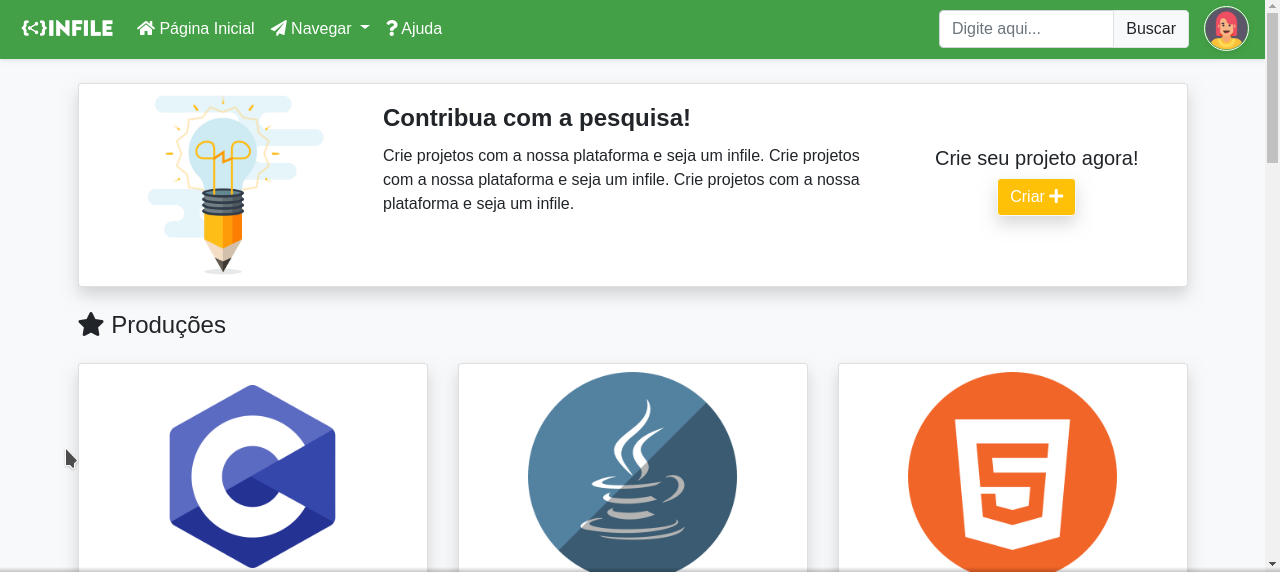 INFILE Página Inicial Navegar Ajuda Digite aqui... Buscar
Contribua com a pesquisa!
Crie projetos com a nossa plataforma e seja um infile. Crie projetos
com a nossa plataforma e seja um infile. Crie projetos com a nossa
plataforma e seja um infile.
Crie seu projeto agora!
Criar +
Produções
C
5